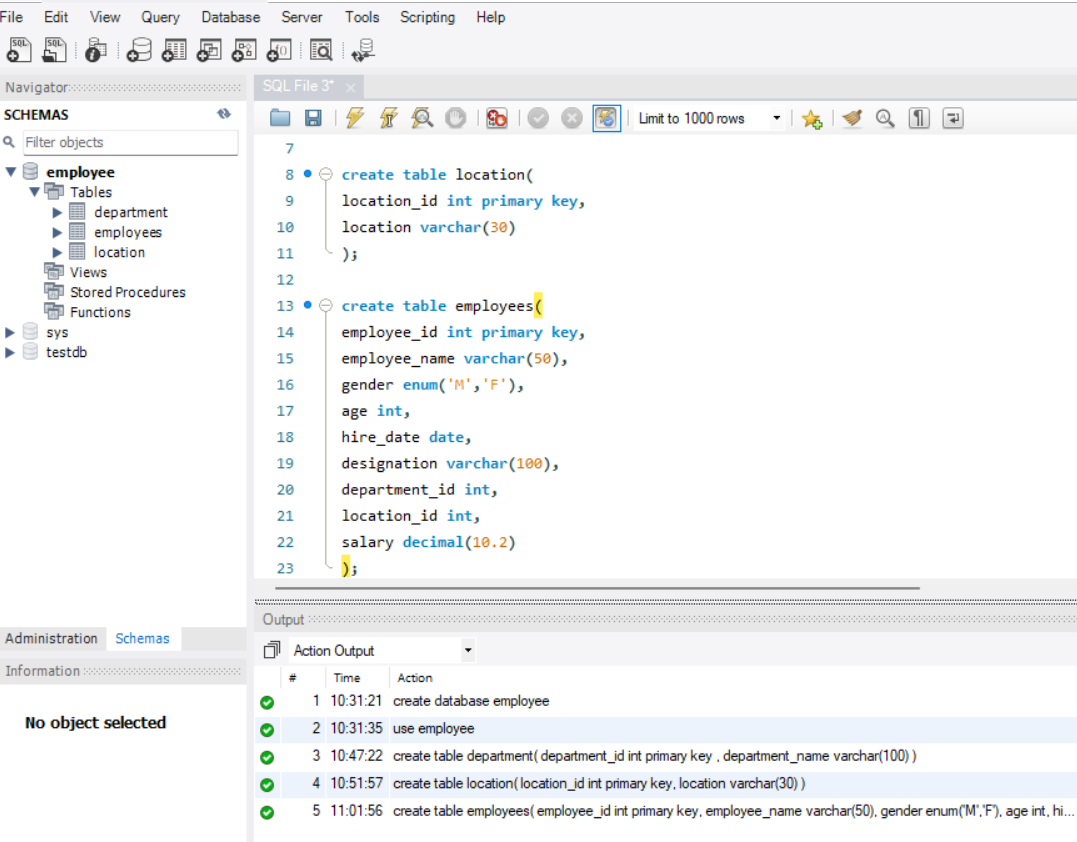 File Edit View Query Database Server Tools Scripting Help
Navigator
SQL File 3*
SCHEMAS
Limit to 1000 rows
Filter objects
employee
Tables
department
employees
location
Views
Stored Procedures
Functions
sys
testdb
7
8 create table location(
9 location_id int primary key,
10 location varchar(30)
11 );
12
13 create table employees(
14 employee_id int primary key,
15 employee_name varchar(50),
16 gender enum('M','F'),
17 age int,
18 hire_date date,
19 designation varchar(100),
20 department_id int,
21 location_id int,
22 salary decimal(10.2)
23 );
Administration Schemas
Information
No object selected
Output
Action Output
# Time Action
1 10:31:21 create database employee
2 10:31:35 use employee
3 10:47:22 create table department( department_id int primary key , department_name varchar(100) )
4 10:51:57 create table location( location_id int primary key, location varchar(30) )
5 11:01:56 create table employees( employee_id int primary key, employee_name varchar(50), gender enum('M','F'), age int, hi...